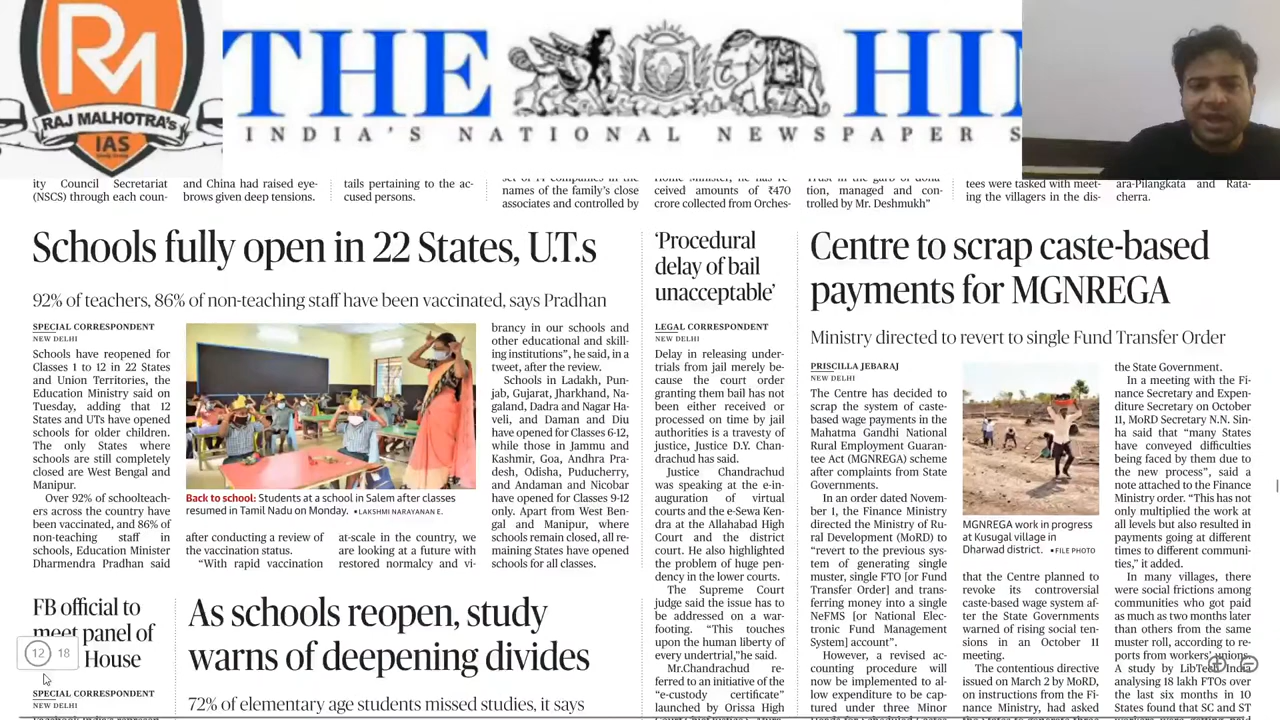 RM
RAJ MALHOTRA'S
IAS
THE HI
INDIA'S NATIONAL NEWSPAPER S
ity Council Secretariat
(NSCS) through each coun-
and China had raised eye-
brows given deep tensions.
tails pertaining to the ac-
cused persons.
names of the family's close
associates and controlled by
ceived amounts of ₹470
crore collected from Orches-
tion, managed and con-
trolled by Mr. Deshmukh"
tees were tasked with meet-
ing the villagers in the dis-
ara-Pilangkata and Rata-
cherra.
Schools fully open in 22 States, U.T.s
92% of teachers, 86% of non-teaching staff have been vaccinated, says Pradhan
SPECIAL CORRESPONDENT
NEW DELHI
Schools have reopened for
Classes 1 to 12 in 22 States
and Union Territories, the
Education Ministry said on
Tuesday, adding that 12
States and UTs have opened
schools for older children.
The only States where
schools are still completely
closed are West Bengal and
Manipur.
Over 92% of schoolteach-
ers across the country have
been vaccinated, and 86% of
non-teaching staff in
schools, Education Minister
Dharmendra Pradhan said
Back to school: Students at a school in Salem after classes
resumed in Tamil Nadu on Monday. •LAKSHMI NARAYANAN E.
after conducting a review of
the vaccination status.
"With rapid vaccination
at-scale in the country, we
are looking at a future with
restored normalcy and vi-
brancy in our schools and
other educational and skill-
ing institutions", he said, in a
tweet, after the review.
Schools in Ladakh, Pun-
jab, Gujarat, Jharkhand, Na-
galand, Dadra and Nagar Ha-
veli, and Daman and Diu
have opened for Classes 6-12,
while those in Jammu and
Kashmir, Goa, Andhra Pra-
desh, Odisha, Puducherry,
and Andaman and Nicobar
have opened for Classes 9-12
only. Apart from West Ben-
gal and Manipur, where
schools remain closed, all re-
maining States have opened
schools for all classes.
'Procedural
delay of bail
unacceptable'
LEGAL CORRESPONDENT
NEW DELHI
Delay in releasing under-
trials from jail merely be-
cause the court order
granting them bail has not
been either received or
processed on time by jail
authorities is a travesty of
justice, Justice D.Y. Chan-
drachud has said.
Justice Chandrachud
was speaking at the e-in-
auguration of virtual
courts and the e-Sewa Ken-
dra at the Allahabad High
Court and the district
court. He also highlighted
the problem of huge pen-
dency in the lower courts.
The Supreme Court
judge said the issue has to
be addressed on a war-
footing. "This touches
upon the human liberty of
every undertrial,"he said.
Mr.Chandrachud re-
ferred to an initiative of the
"e-custody certificate"
launched by Orissa High
Centre to scrap caste-based
payments for MGNREGA
Ministry directed to revert to single Fund Transfer Order
PRISCILLA JEBARAJ
NEW DELHI
The Centre has decided to
scrap the system of caste-
based wage payments in the
Mahatma Gandhi National
Rural Employment Guaran-
tee Act (MGNREGA) scheme
after complaints from State
Governments.
In an order dated Novem-
ber 1, the Finance Ministry
directed the Ministry of Ru-
ral Development (MoRD) to
"revert to the previous sys-
tem of generating single
muster, single FTO [or Fund
Transfer Order] and trans-
ferring money into a single
NeFMS [or National Elec-
tronic Fund Management
System] account".
However, a revised ac-
counting procedure will
now be implemented to al-
low expenditure to be cap-
tured under three Minor
MGNREGA work in progress
at Kusugal village in
Dharwad district. •FILE PHOTO
that the Centre planned to
revoke its controversial
caste-based wage system af-
ter the State Governments
warned of rising social ten-
sions in an October 11
meeting.
The contentious directive
issued on March 2 by MoRD,
on instructions from the Fi-
nance Ministry, had asked
the State Government.
In a meeting with the Fi-
nance Secretary and Expen-
diture Secretary on October
11, MoRD Secretary N.N. Sin-
ha said that "many States
have conveyed difficulties
being faced by them due to
the new process", said a
note attached to the Finance
Ministry order. "This has not
only multiplied the work at
all levels but also resulted in
payments going at different
times to different communi-
ties," it added.
In many villages, there
were social frictions among
communities who got paid
as much as two months later
than others from the same
muster roll, according to re-
ports from workers' unions.
A study by LibTech India
analysing 18 lakh FTOs over
the last six months in 10
States found that SC and ST
FB official to
meet panel of
House
12 18
SPECIAL CORRESPONDENT
NEW DELHI
As schools reopen, study
warns of deepening divides
72% of elementary age students missed studies, it says